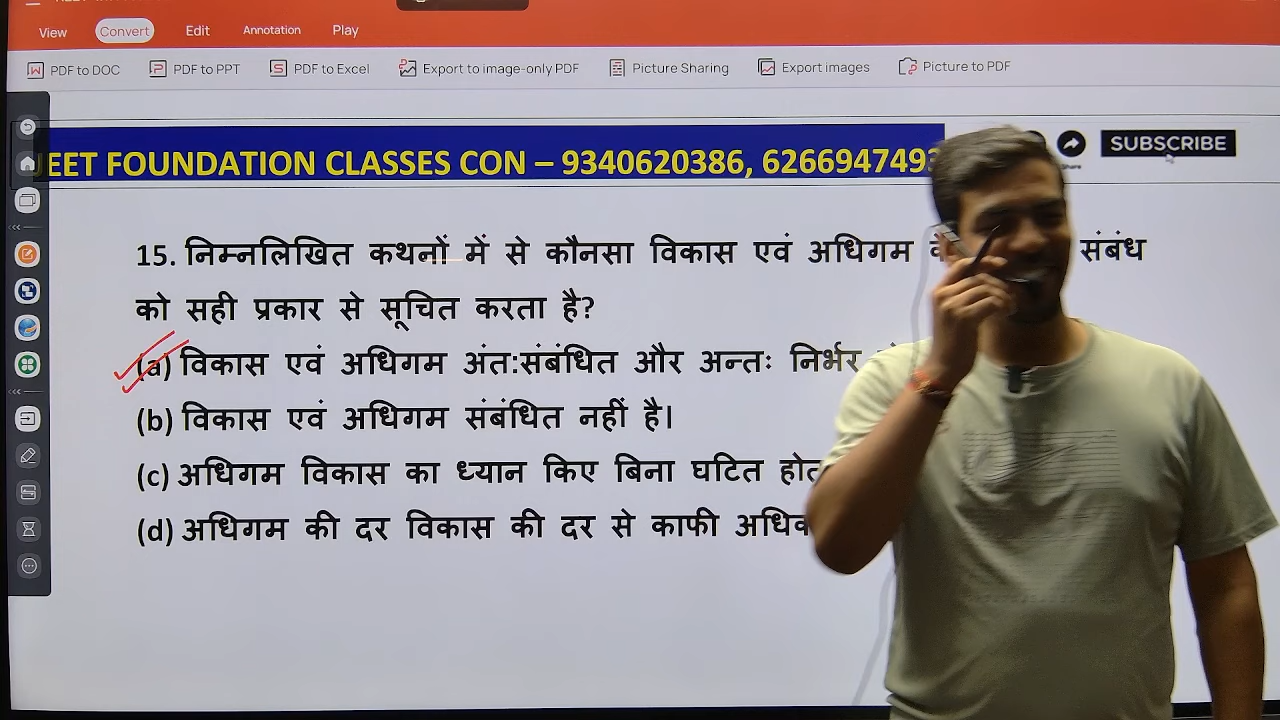 View Convert Edit Annotation Play
PDF to DOC PDF to PPT PDF to Excel Export to image-only PDF Picture Sharing Export images Picture to PDF
JEET FOUNDATION CLASSES CON – 9340620386, 626694749
SUBSCRIBE
15. निम्नलिखित कथनों में से कौनसा विकास एवं अधिगम संबंध
को सही प्रकार से सूचित करता है?
(a) विकास एवं अधिगम अंत:संबंधित और अन्तः निर्भर
(b) विकास एवं अधिगम संबंधित नहीं है।
(c) अधिगम विकास का ध्यान किए बिना घटित
(d) अधिगम की दर विकास की दर से काफी